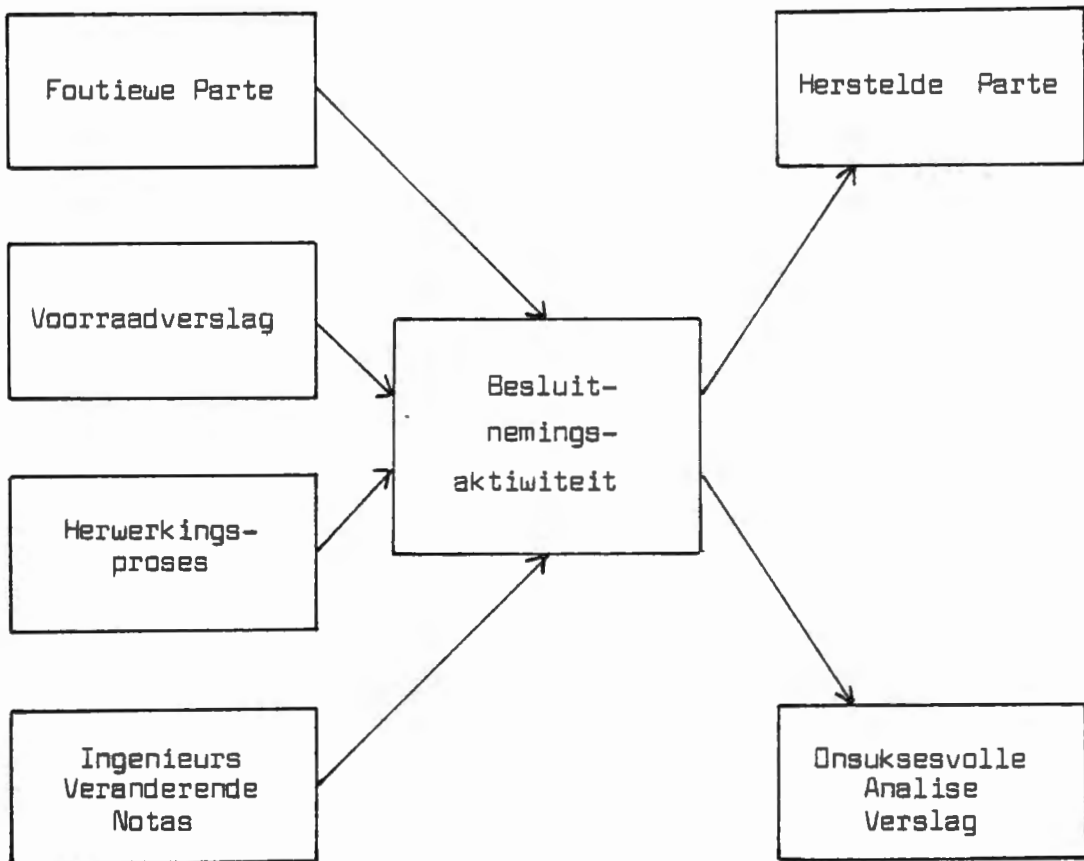 Foutiewe Parte
Herstelde Parte
Voorraadverslag
Besluit-
nemings-
aktiwiteit
Herwerkings-
proses
Ingenieurs
Veranderende
Notas
Onsuksesvolle
Analise
Verslag